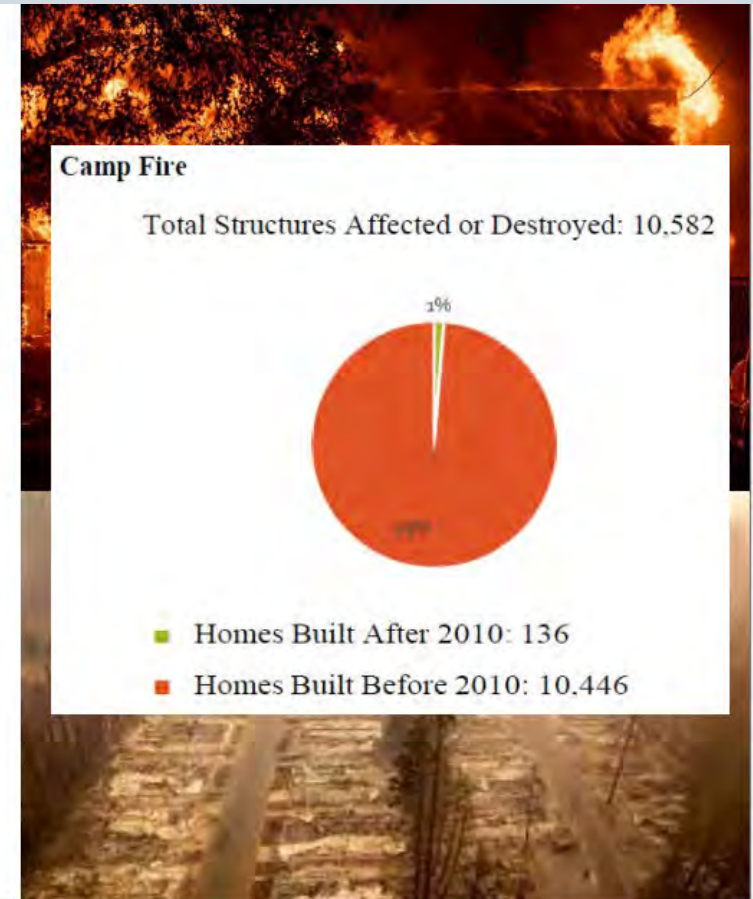 Camp Fire
Total Structures Affected or Destroyed: 10,582
1%
Homes Built After 2010: 136
Homes Built Before 2010: 10,446